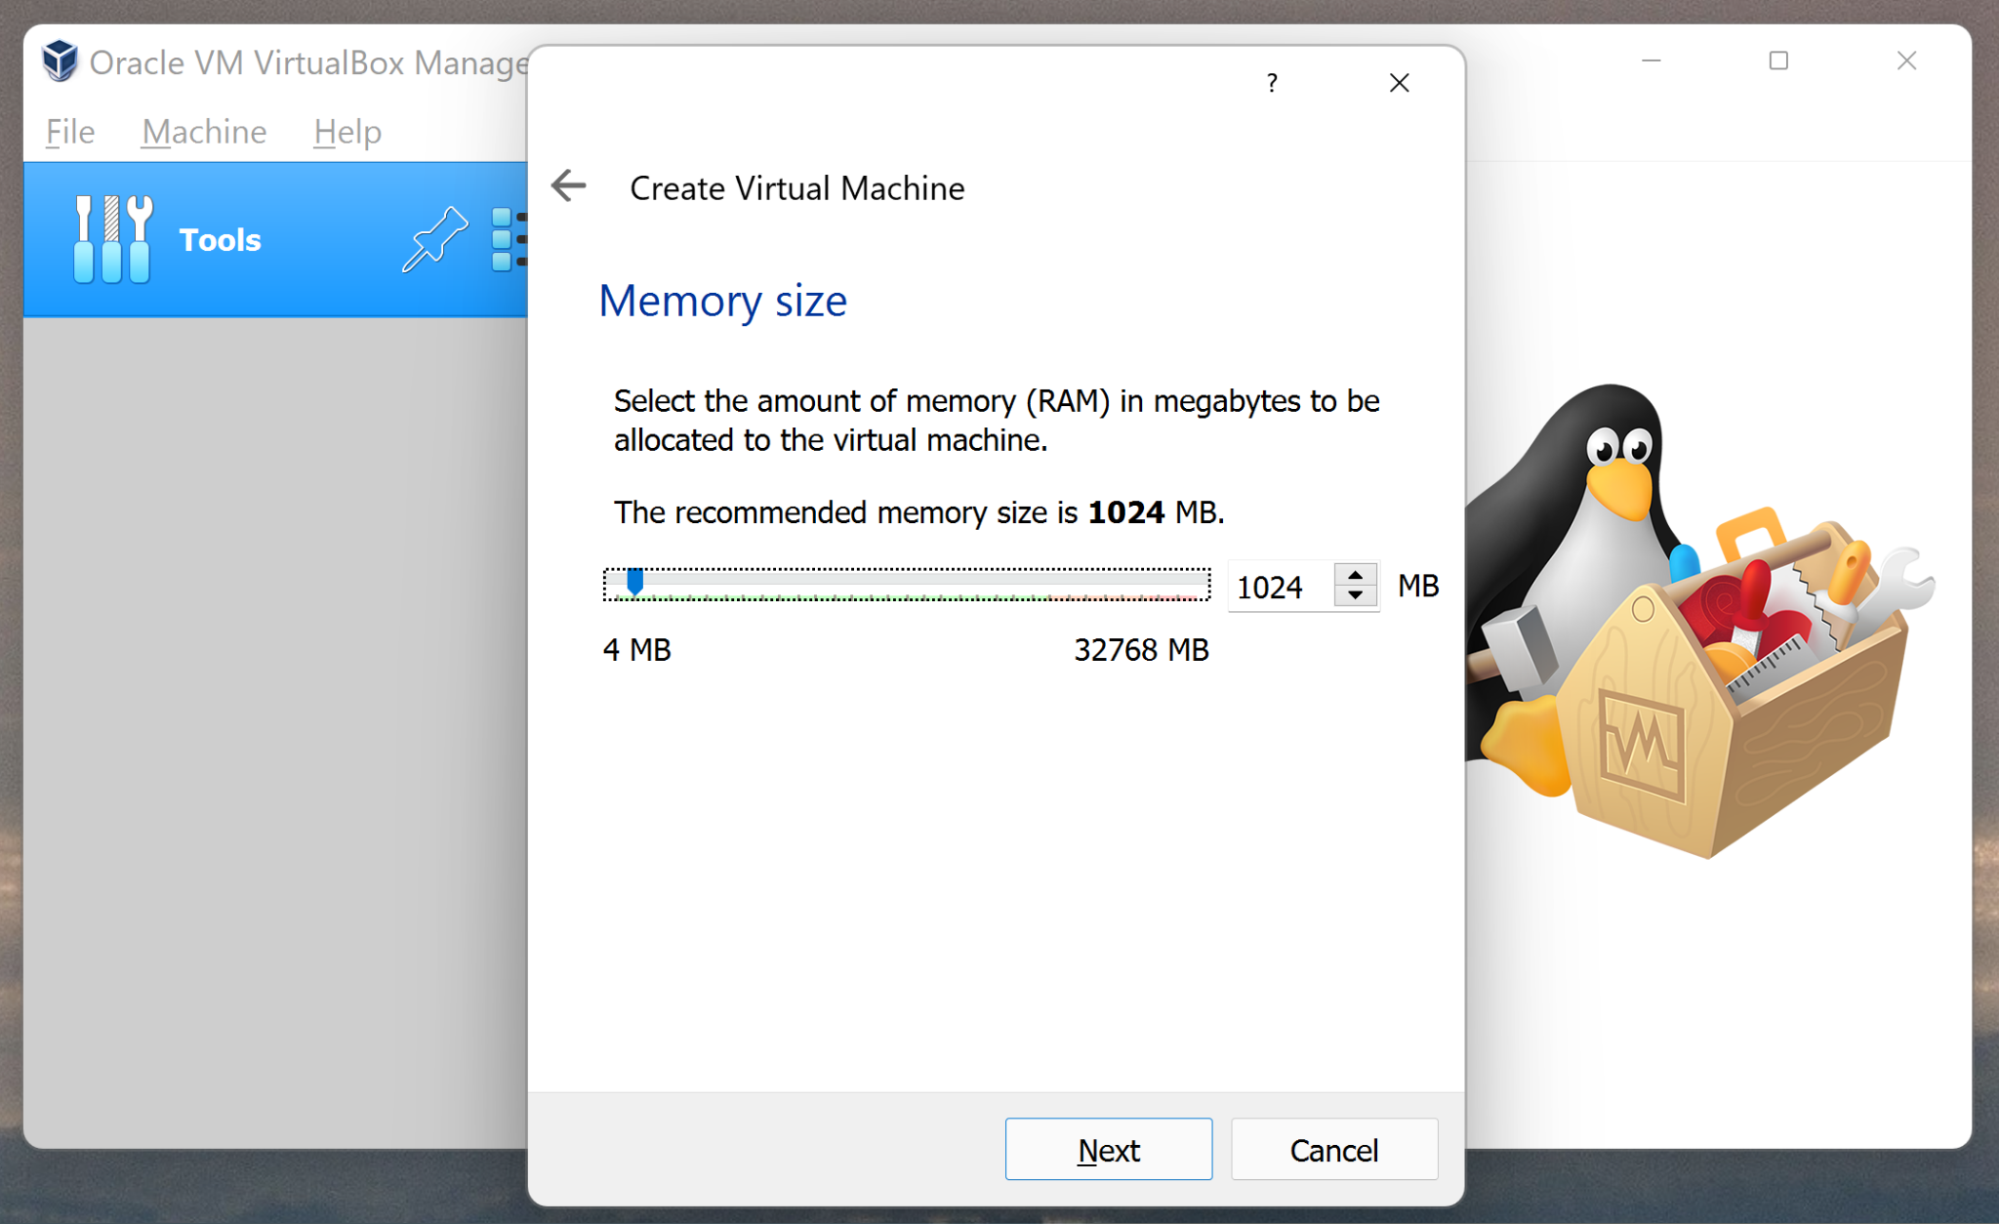 Oracle VM VirtualBox Manage
File Machine Help
Tools
?
Create Virtual Machine
Memory size
Select the amount of memory (RAM) in megabytes to be
allocated to the virtual machine.
The recommended memory size is 1024 MB.
1024 MB
4 MB 32768 MB
Next Cancel